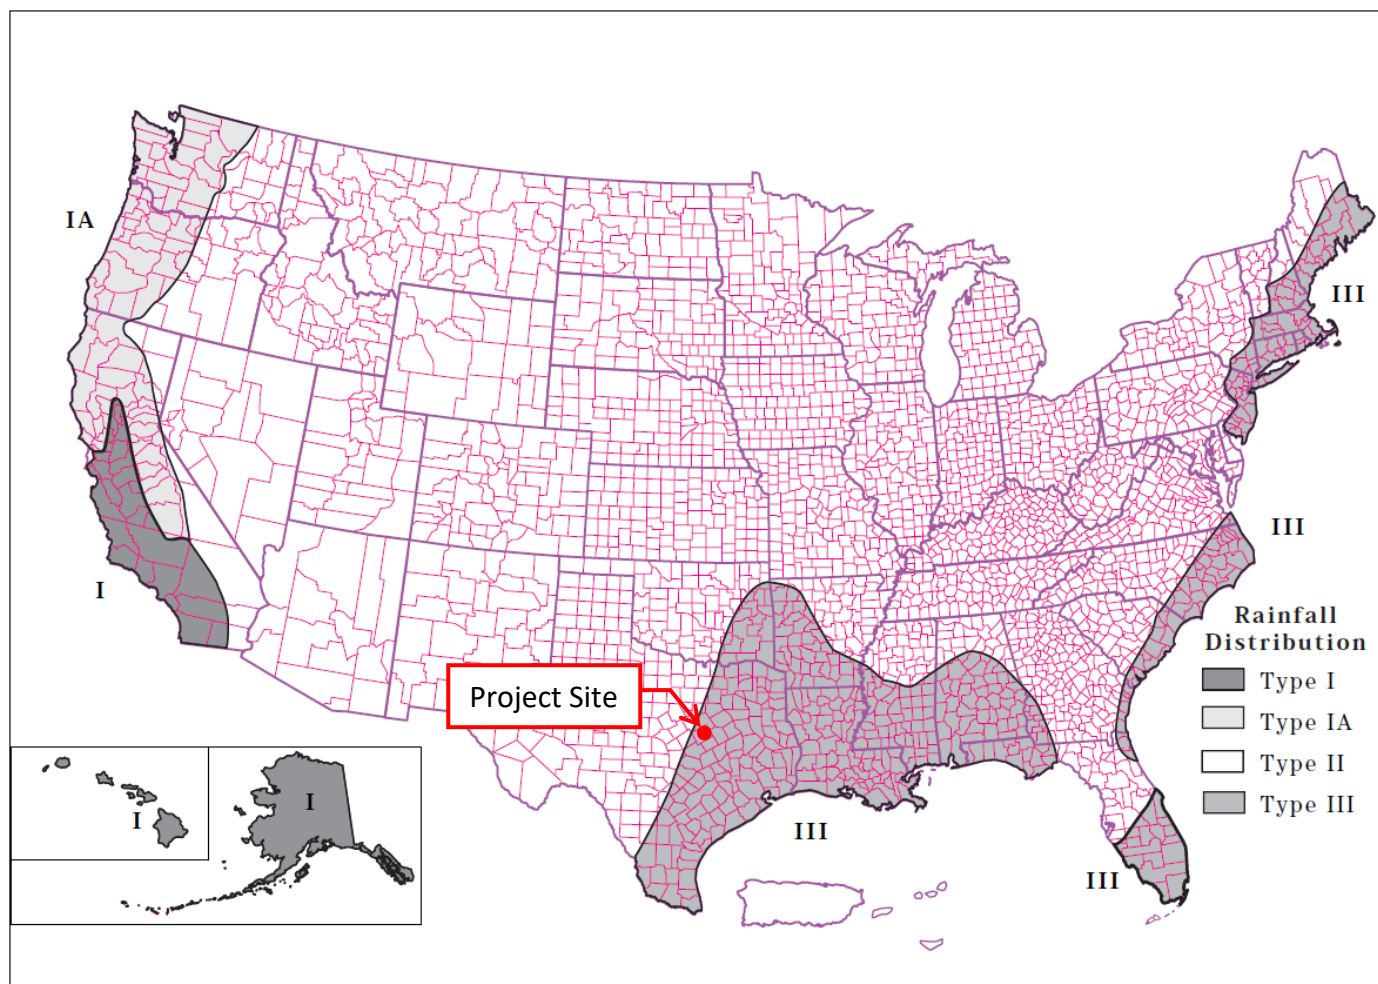 IA
III
III
I
Rainfall
Distribution
Type I
Project Site
Type IA
Type II
I
Type III
I
III
III